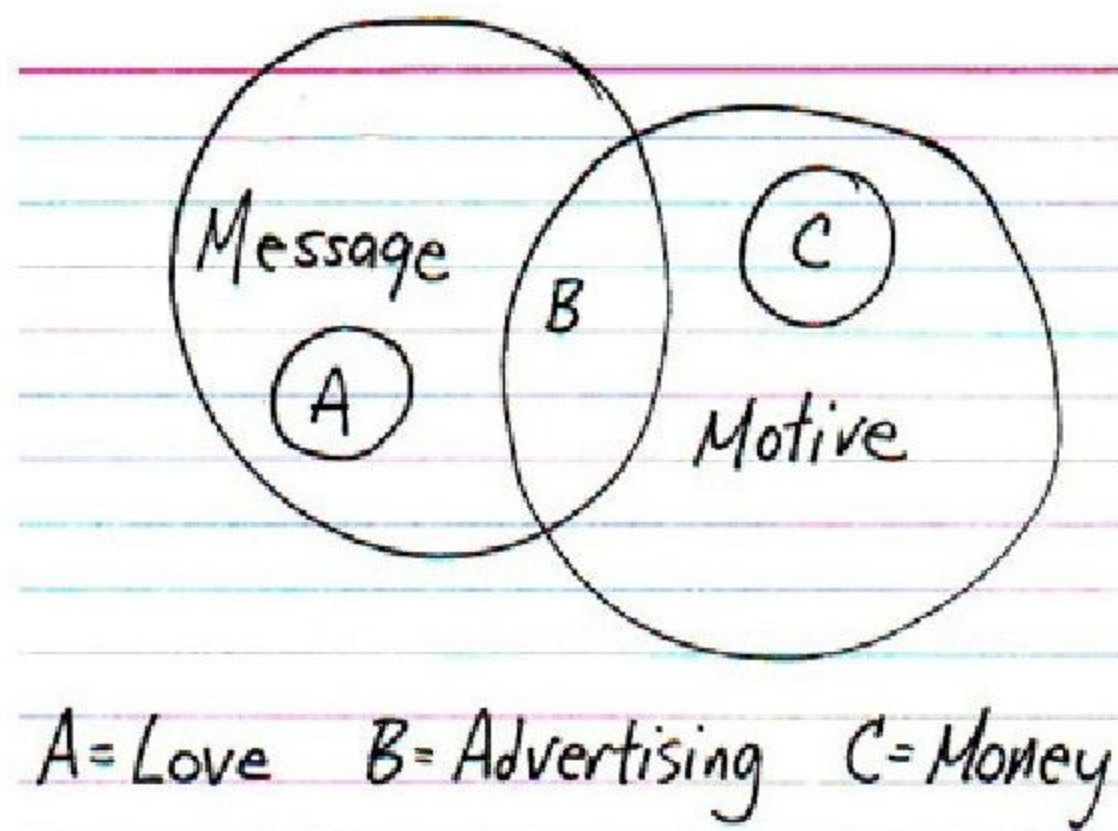 Message
C
B
A
Motive
A=Love B=Advertising C=Money